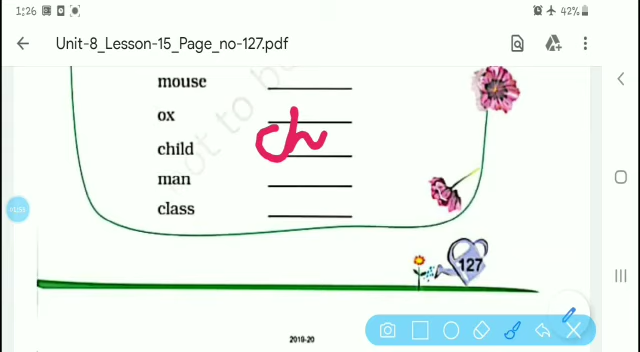 1:26 42%
Unit-8_Lesson-15_Page_no-127.pdf
mouse
ox
child ch
man
class
127
2019-20